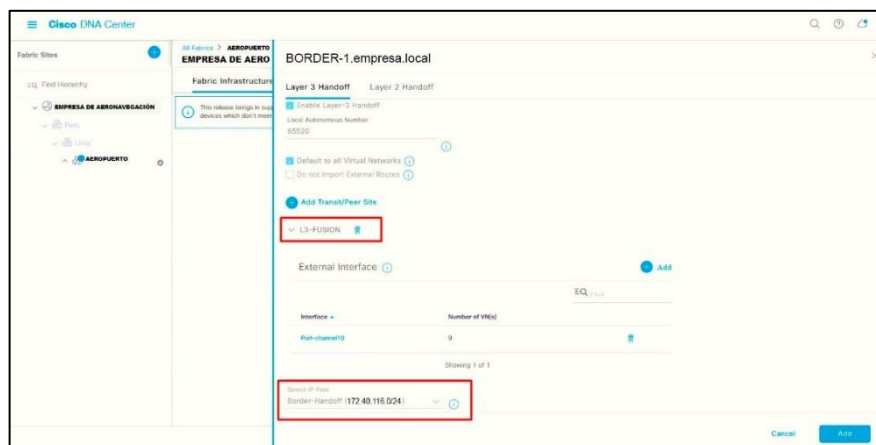 Cisco DNA Center
Fabric Sites
Find Hierarchy
EMPRESA DE AERONAVEGACIÓN
Peru
Lima
AEROPUERTO
All Fabrics > AEROPUERTO
EMPRESA DE AERO
Fabric Infrastructure
This release brings in supp
devices which don't meet
BORDER-1.empresa.local
Layer 3 Handoff
Layer 2 Handoff
Enable Layer-3 Handoff
Local Autonomous Number
65520
Default to all Virtual Networks
Do not Import External Routes
Add Transit/Peer Site
L3-FUSION
External Interface
Add
Interface
Number of VN(s)
Port-channel10
9
Showing 1 of 1
Select IP Pool
Border-Handoff (172.40.116.0/24)
Cancel
Add